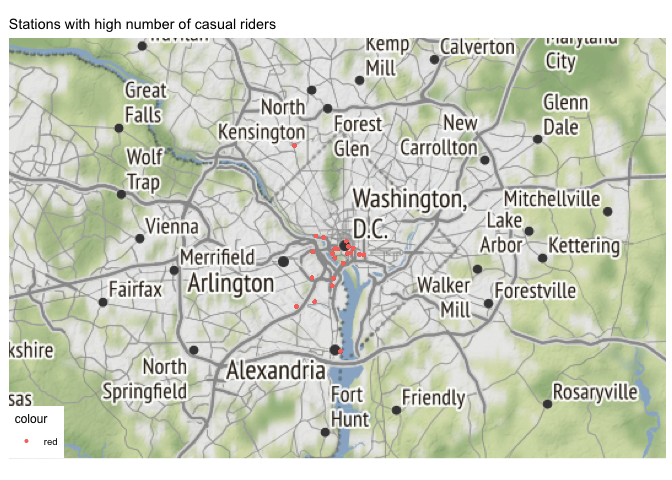 Stations with high number of casual riders
Kemp
Mill
Calverton
Maryland
City
Great
Falls
North
Kensington
Forest
Glen
New
Carrollton
Glenn
Dale
Wolf
Trap
Washington,
D.C.
Mitchellville
Vienna
Lake
Arbor
Kettering
Merrifield
Arlington
Fairfax
Walker
Mill
Forestville
kshire
North
Springfield
Alexandria
sas
Fort
Hunt
Friendly
Rosaryville
colour
red